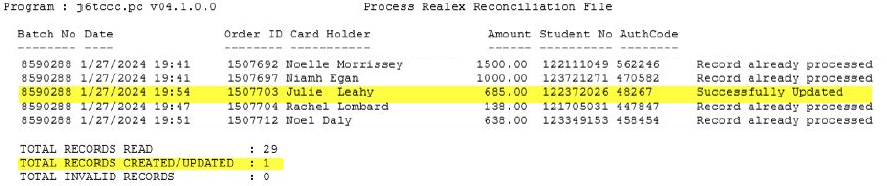 Program : j6tccc.pc v04.1.0.0 Process Realex Reconciliation File
Batch No Date Order ID Card Holder Amount Student No AuthCode
-------- ---- -------- ----------- ------ ---------- --------
8590288 1/27/2024 19:41 1507692 Noelle Morrissey 1500.00 122111049 562246 Record already processed
8590288 1/27/2024 19:41 1507697 Niamh Egan 1000.00 123721271 470582 Record already processed
8590288 1/27/2024 19:54 1507703 Julie Leahy 685.00 122372026 48267 Successfully Updated
8590288 1/27/2024 19:47 1507704 Rachel Lombard 138.00 121705031 447847 Record already processed
8590288 1/27/2024 19:51 1507712 Noel Daly 638.00 123349153 458454 Record already processed
TOTAL RECORDS READ : 29
TOTAL RECORDS CREATED/UPDATED : 1
TOTAL INVALID RECORDS : 0